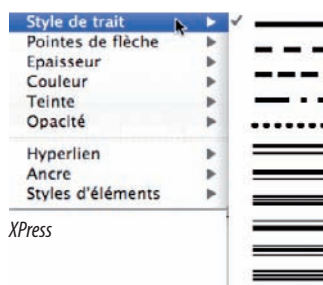 Style de trait
Pointes de flèche
Epaisseur
Couleur
Teinte
Opacité
Hyperlien
Ancre
Styles d'éléments
XPress